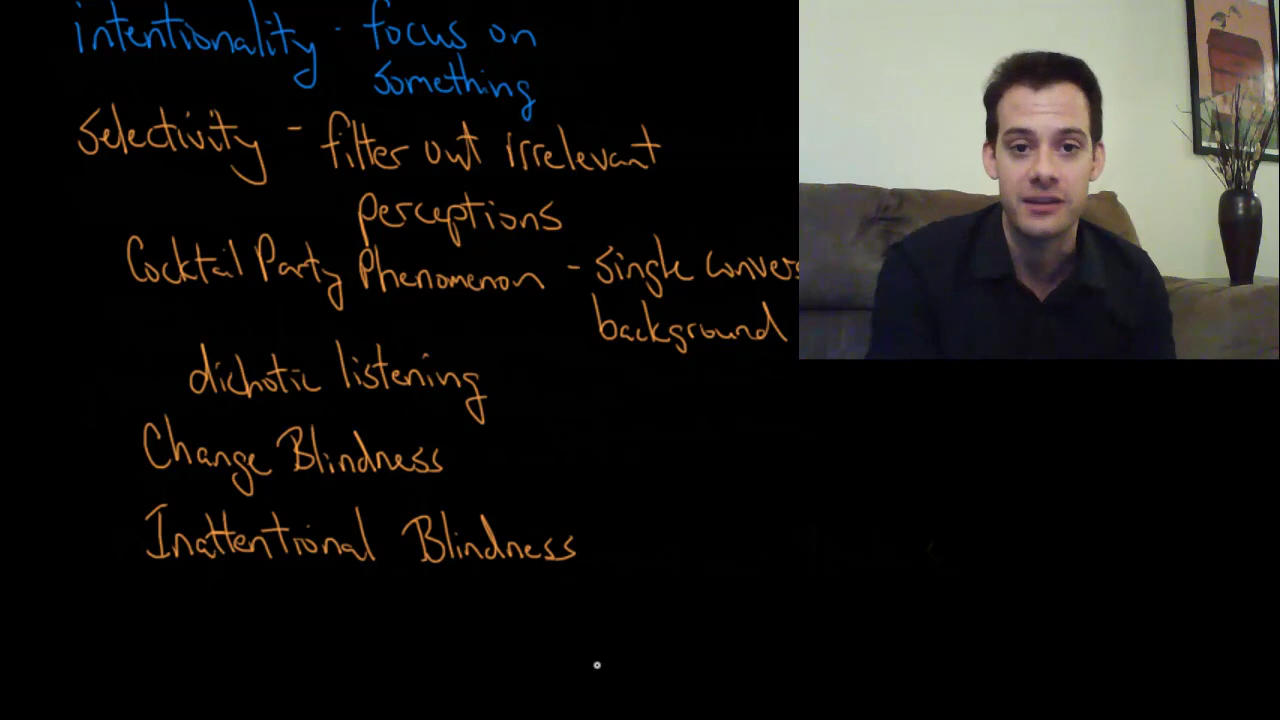 intentionality - focus on
something
Selectivity - filter out irrelevant
perceptions
Cocktail Party Phenomenon - single convers
background
dichotic listening
Change Blindness
Inattentional Blindness